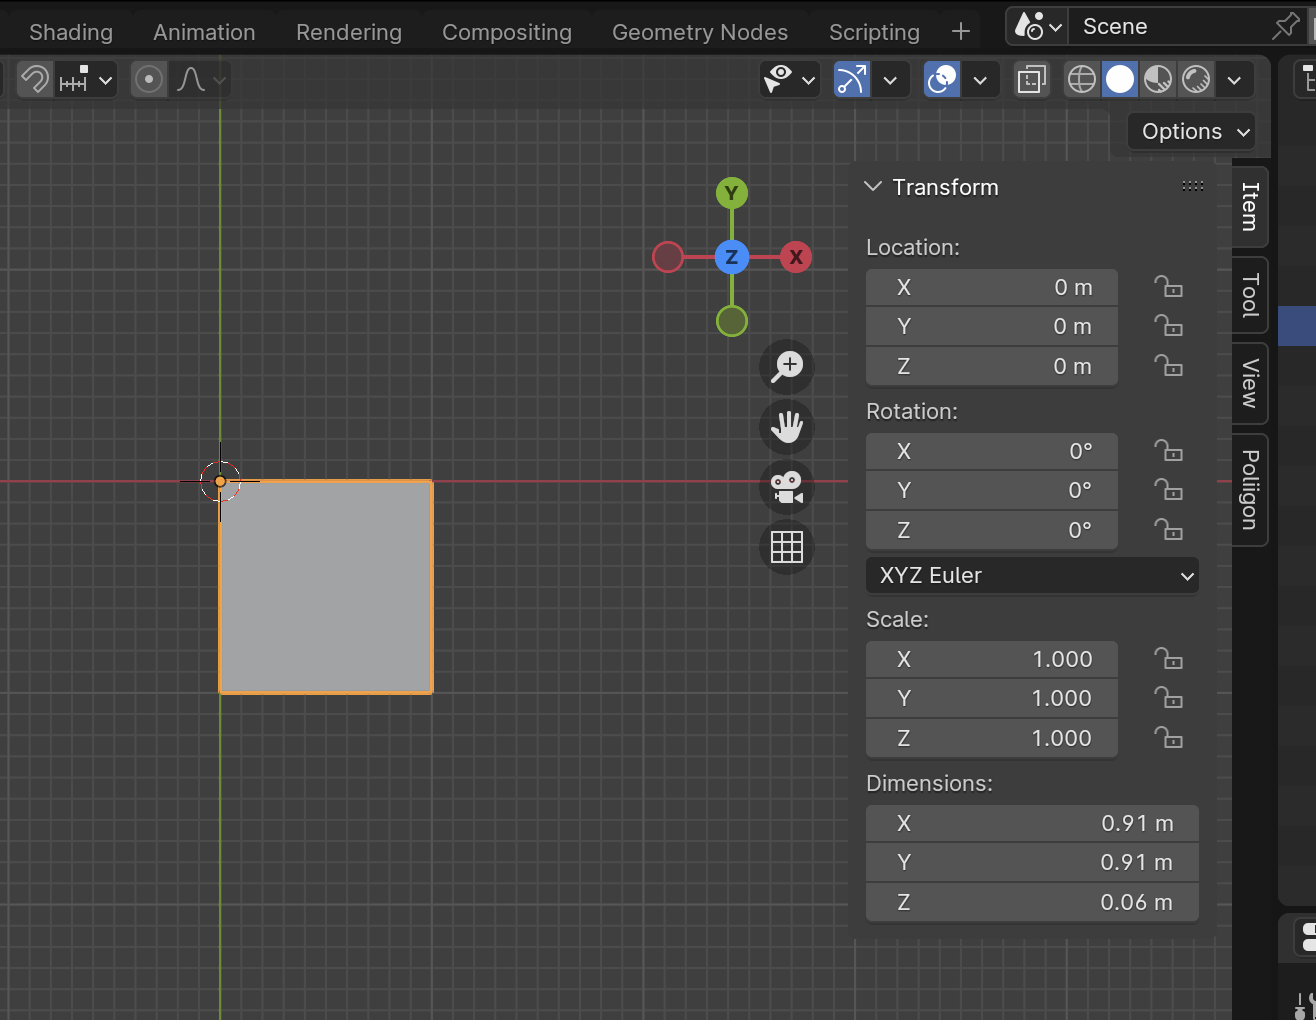 Shading Animation Rendering Compositing Geometry Nodes Scripting + Scene
Options
Transform
Item
Tool
View
Poliigon
Y
Z X
Location:
X 0 m
Y 0 m
Z 0 m
Rotation:
X 0°
Y 0°
Z 0°
XYZ Euler
Scale:
X 1.000
Y 1.000
Z 1.000
Dimensions:
X 0.91 m
Y 0.91 m
Z 0.06 m